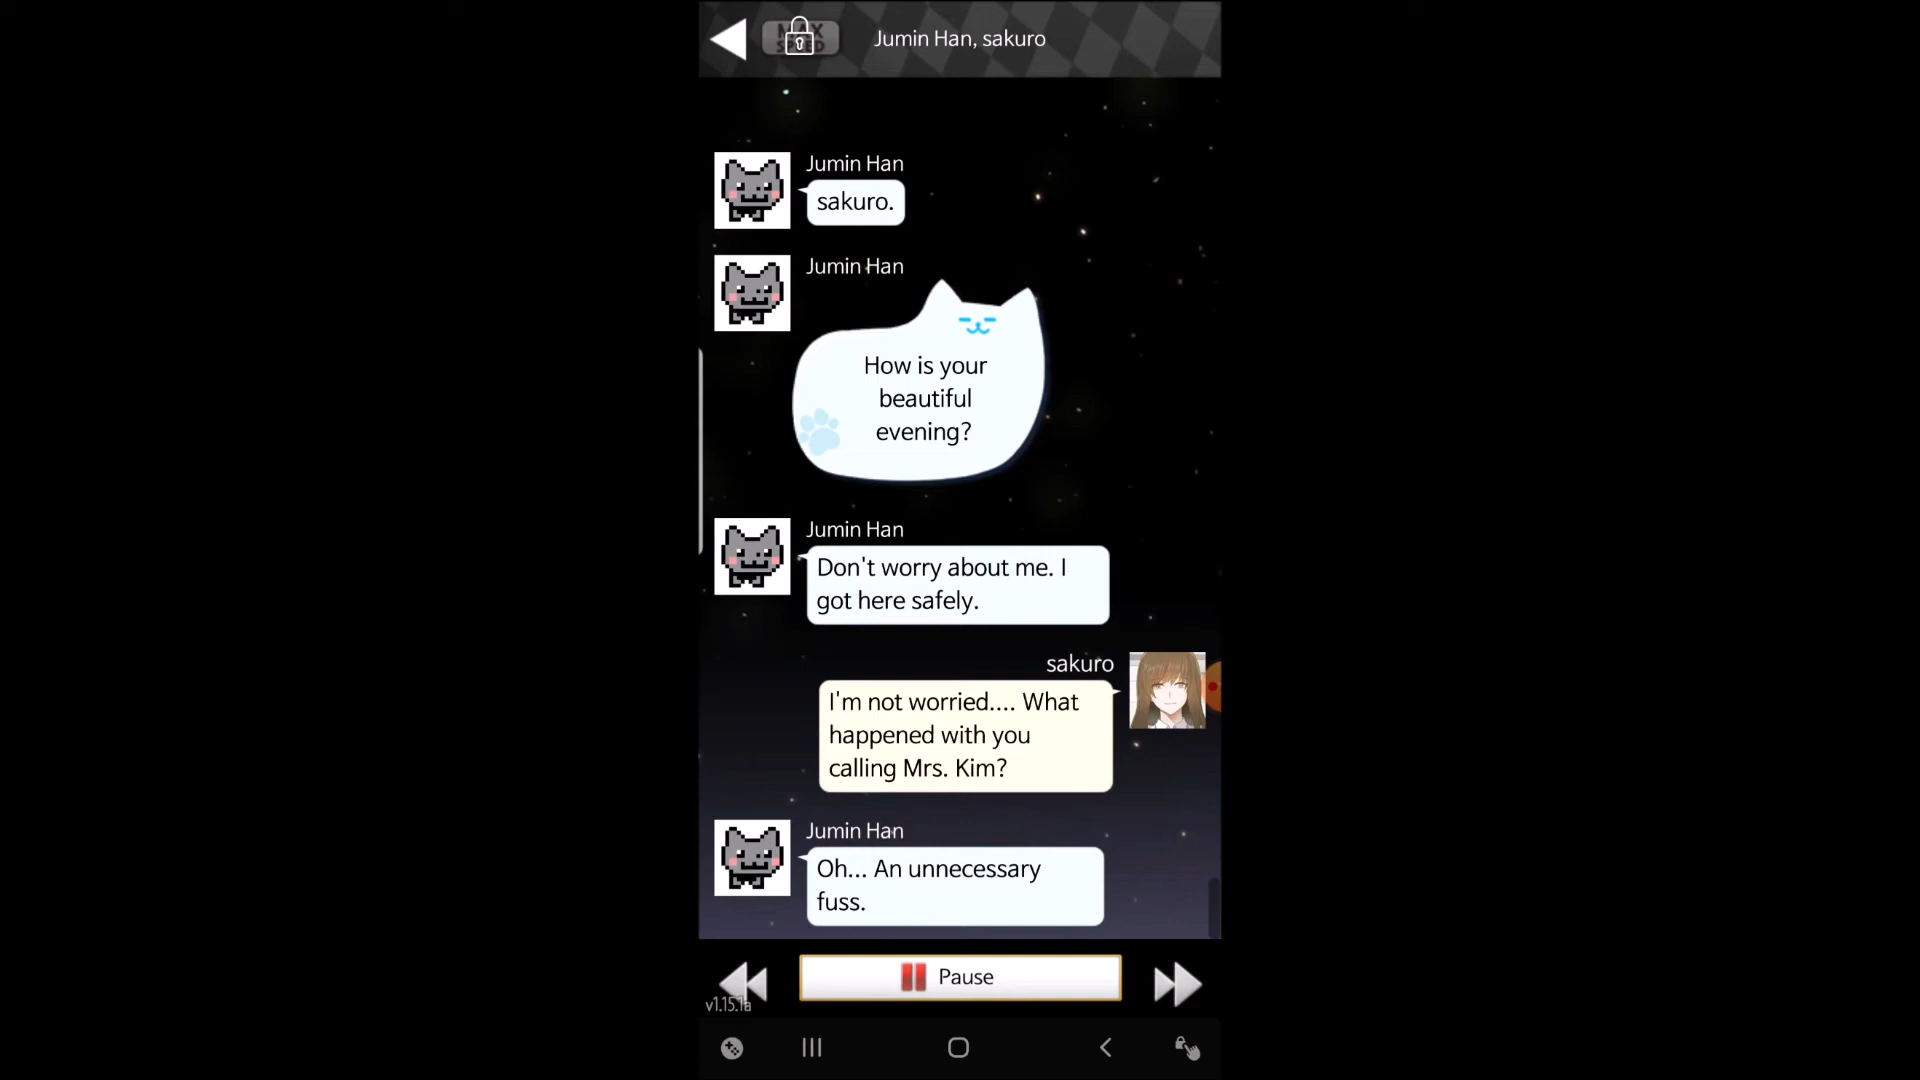 MAX
SPEED
Jumin Han, sakuro
Jumin Han
sakuro.
Jumin Han
How is your
beautiful
evening?
Jumin Han
Don't worry about me. I
got here safely.
sakuro
I'm not worried.... What
happened with you
calling Mrs. Kim?
Jumin Han
Oh... An unnecessary
fuss.
Pause
v1.15.1a